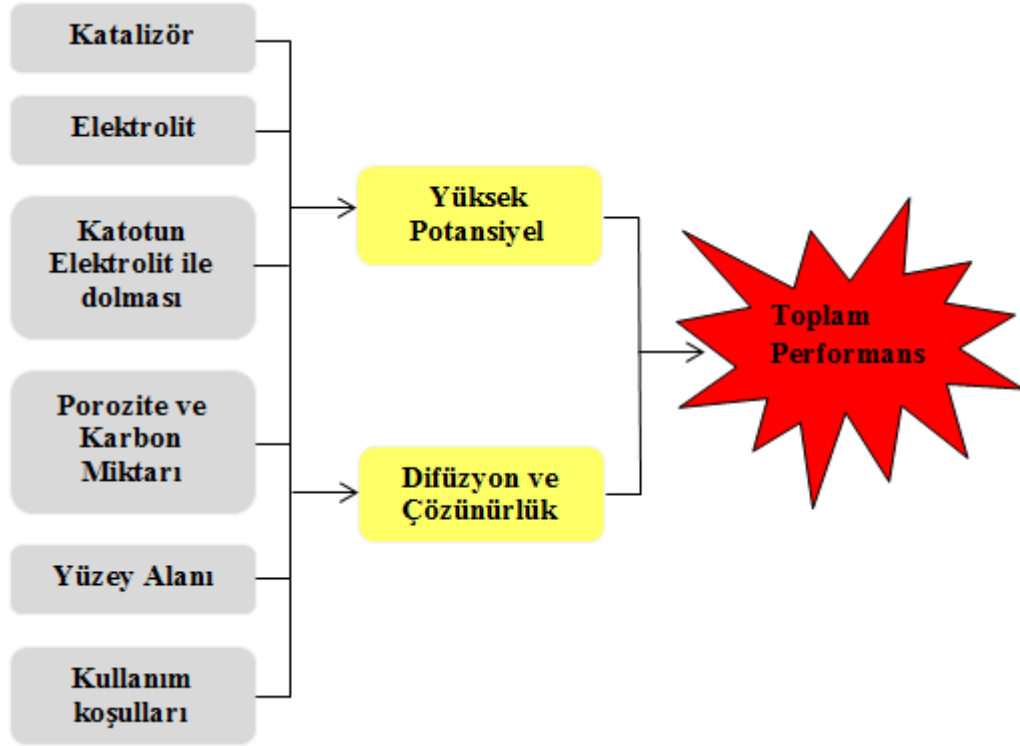 Katalizör
Elektrolit
Katotun
Elektrolit ile
dolması
Porozite ve
Karbon
Miktarı
Yüzey Alanı
Kullanım
koşulları
Yüksek
Potansiyel
Difüzyon ve
Çözünürlük
Toplam
Performans